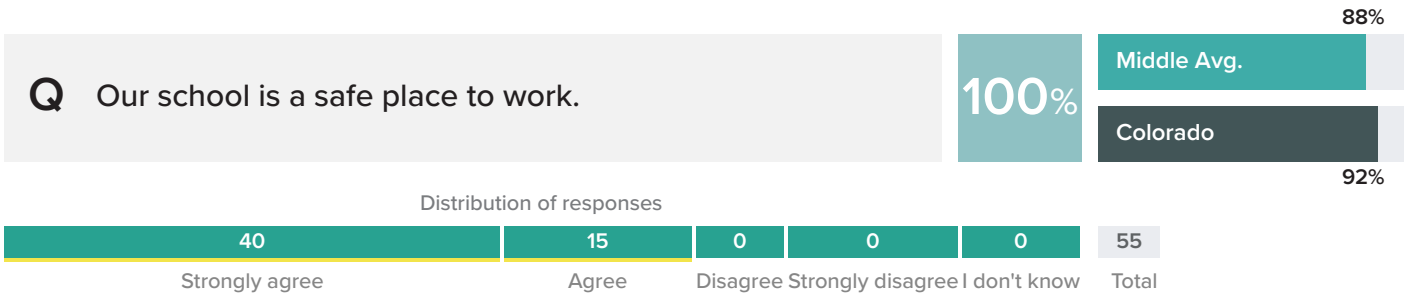 88%
Q Our school is a safe place to work.
100%
Middle Avg.
Colorado
92%
Distribution of responses
40 15 0 0 0 55
Strongly agree Agree Disagree Strongly disagree I don't know Total